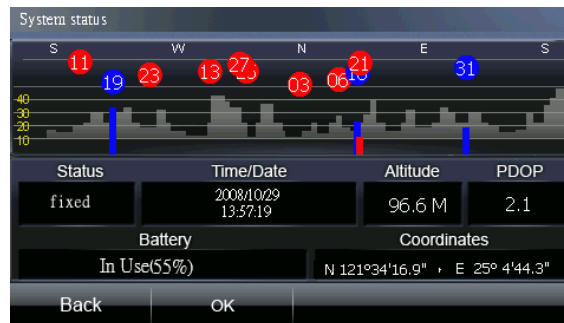 System status
S W N E S
11 19 23 13 27 03 06 21 31
40
30
20
10
Status Time/Date Altitude PDOP
fixed 2008/10/29 96.6 M 2.1
13:57:19
Battery Coordinates
In Use(55%) N 121°34'16.9" , E 25° 4'44.3"
Back OK